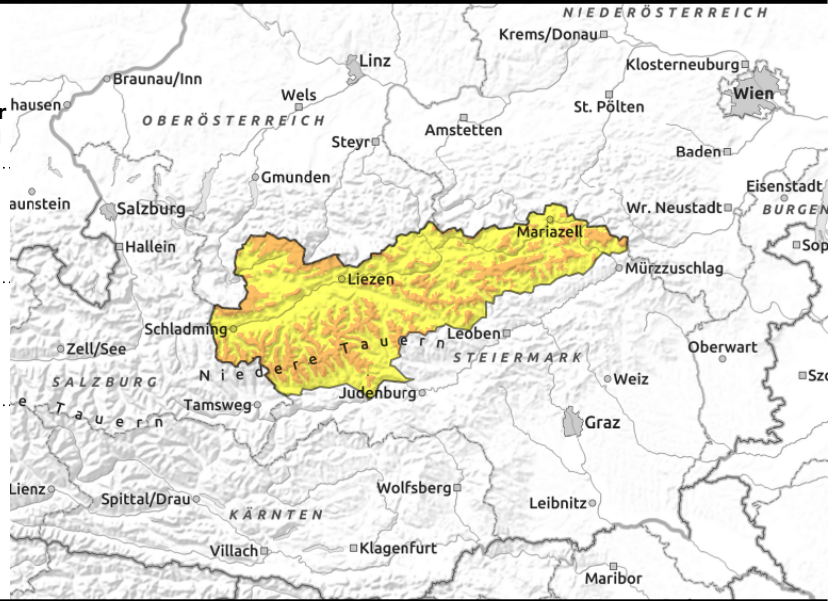 NIEDERÖSTERREICH
Krems/Donau
Linz
Klosterneuburg
Braunau/Inn
Wien
Wels
hausen
r
St. Pölten
OBERÖSTERREICH
Amstetten
Steyr
Baden
Gmunden
Eisenstadt
aunstein
Salzburg
Wr. Neustadt
BURGEN
Mariazell
Hallein
Sop
Mürzzuschlag
Liezen
Schladming
Leoben
Niedere Tauern
Zell/See
Oberwart
STEIERMARK
SALZBURG
Weiz
Szo
Judenburg
Tamsweg
e Tauern
Graz
Lienz
Wolfsberg
Spittal/Drau
Leibnitz
KÄRNTEN
Villach
Klagenfurt
Maribor